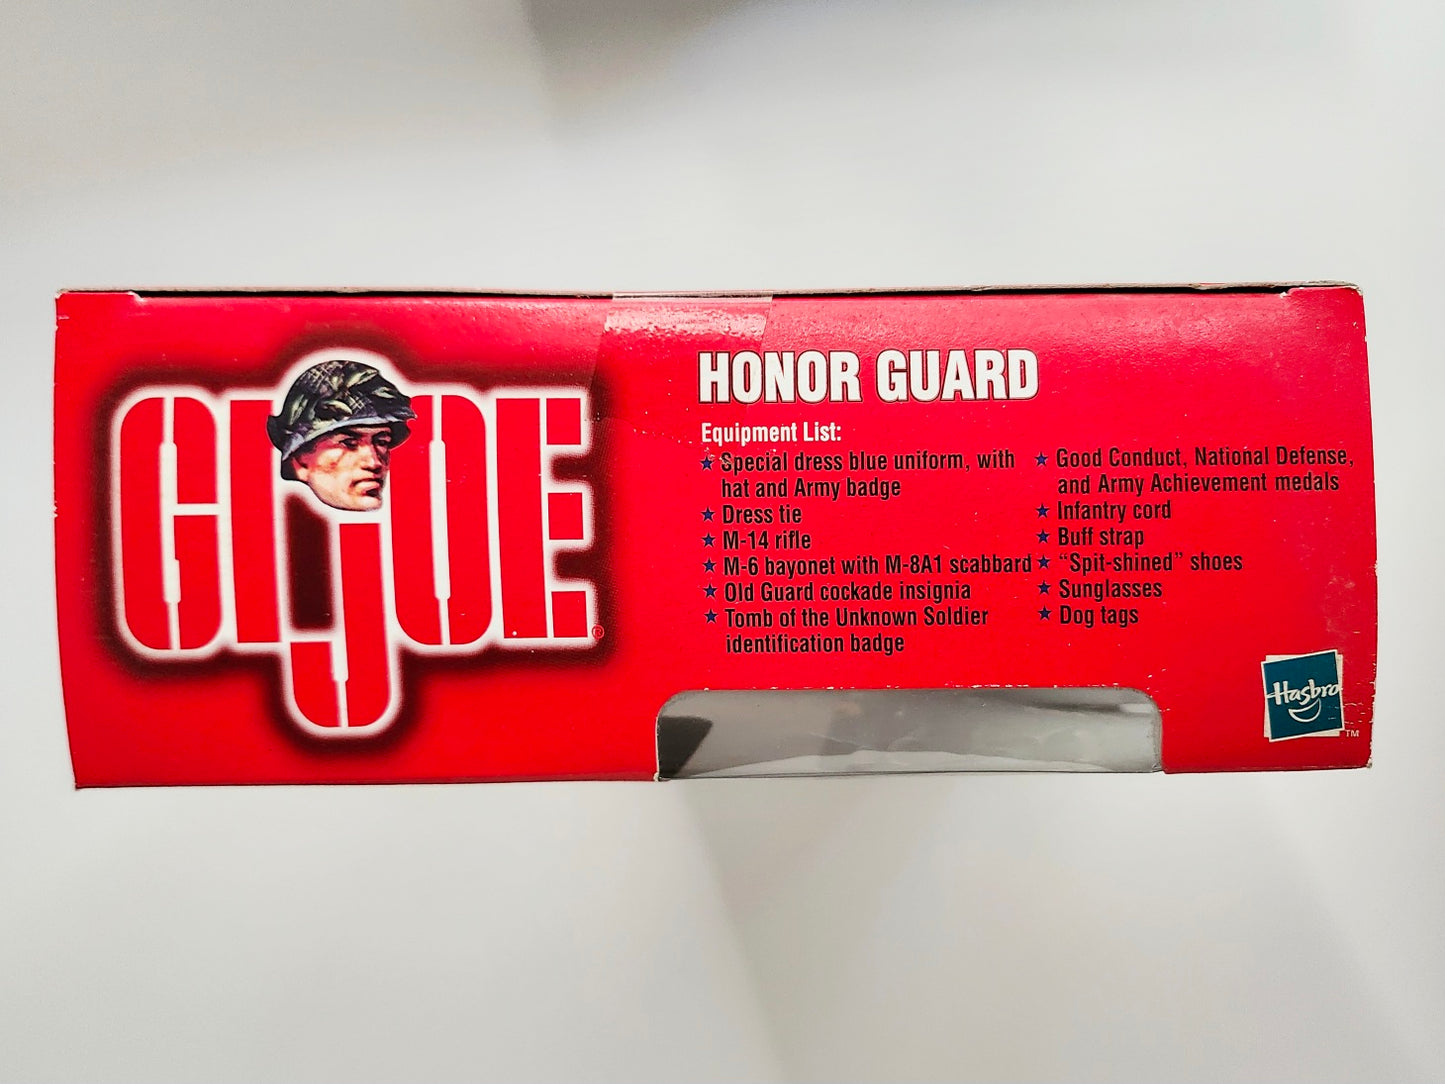 GI JOE®
HONOR GUARD
Equipment List:
★ Special dress blue uniform, with
hat and Army badge
★ Dress tie
★ M-14 rifle
★ M-6 bayonet with M-8A1 scabbard
★ Old Guard cockade insignia
★ Tomb of the Unknown Soldier
identification badge
★ Good Conduct, National Defense,
and Army Achievement medals
★ Infantry cord
★ Buff strap
★ “Spit-shined” shoes
★ Sunglasses
★ Dog tags
Hasbro
TM